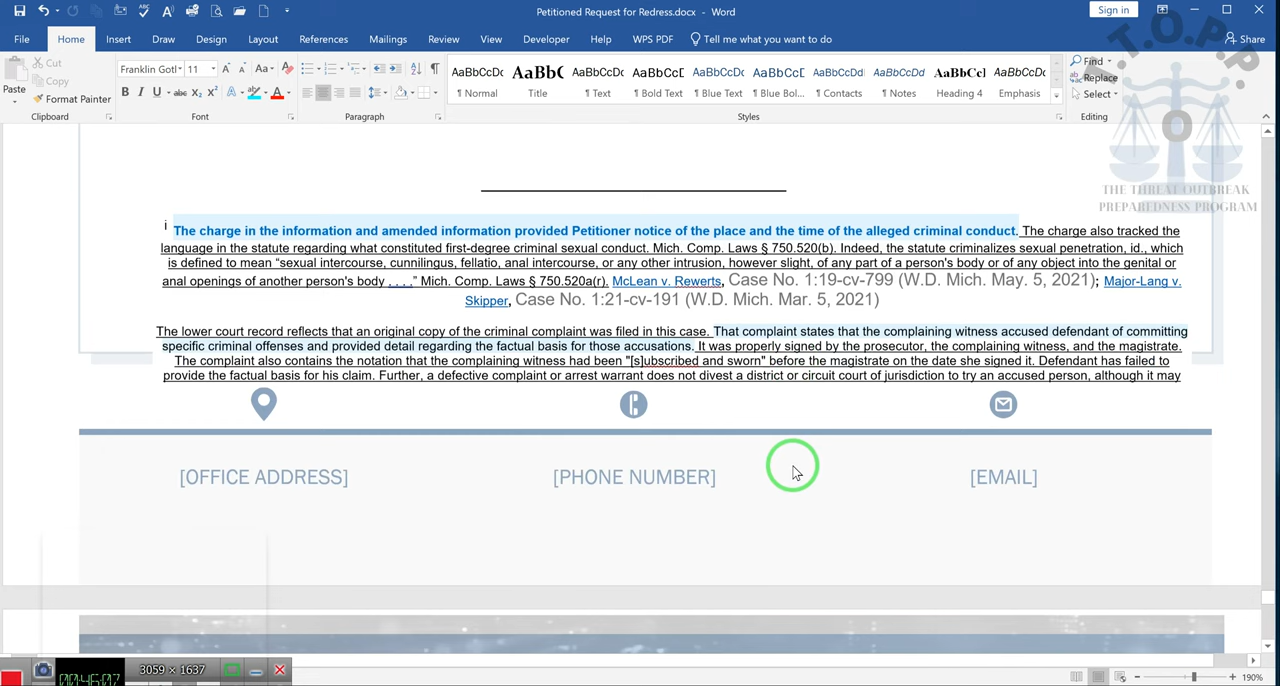 Petitioned Request for Redress.docx - Word
Sign in
File Home Insert Draw Design Layout References Mailings Review View Developer Help WPS PDF Tell me what you want to do Share
Paste
Cut
Copy
Format Painter
Clipboard
Franklin Gotl 11
Font
Paragraph
AaBbCcDc AaBbC AaBbCcDc AaBbCcD AaBbCcDd AaBbCcD AaBbCcDdI AaBbCcDd AaBbCcI AaBbCcDc
¶ Normal Title ¶ Text ¶ Bold Text ¶ Blue Text ¶ Blue Bol... ¶ Contacts ¶ Notes Heading 4 Emphasis
Styles
Find
Replace
Select
Editing
T.O.P.P.
THE THREAT OUTBREAK
PREPAREDNESS PROGRAM
i The charge in the information and amended information provided Petitioner notice of the place and the time of the alleged criminal conduct. The charge also tracked the
language in the statute regarding what constituted first-degree criminal sexual conduct. Mich. Comp. Laws § 750.520(b). Indeed, the statute criminalizes sexual penetration, id., which
is defined to mean “sexual intercourse, cunnilingus, fellatio, anal intercourse, or any other intrusion, however slight, of any part of a person's body or of any object into the genital or
anal openings of another person's body . . . .” Mich. Comp. Laws § 750.520a(r). McLean v. Rewerts, Case No. 1:19-cv-799 (W.D. Mich. May. 5, 2021); Major-Lang v.
Skipper, Case No. 1:21-cv-191 (W.D. Mich. Mar. 5, 2021)
The lower court record reflects that an original copy of the criminal complaint was filed in this case. That complaint states that the complaining witness accused defendant of committing
specific criminal offenses and provided detail regarding the factual basis for those accusations. It was properly signed by the prosecutor, the complaining witness, and the magistrate.
The complaint also contains the notation that the complaining witness had been "[s]ubscribed and sworn" before the magistrate on the date she signed it. Defendant has failed to
provide the factual basis for his claim. Further, a defective complaint or arrest warrant does not divest a district or circuit court of jurisdiction to try an accused person, although it may
[OFFICE ADDRESS] [PHONE NUMBER] [EMAIL]
00:46:07
3059 × 1637
190%